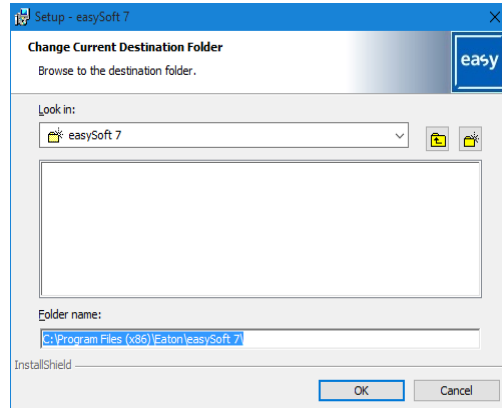 Setup - easySoft 7
Change Current Destination Folder
Browse to the destination folder.
easy
Look in:
easySoft 7
Folder name:
C:\Program Files (x86)\Eaton\easySoft 7\
InstallShield
OK Cancel